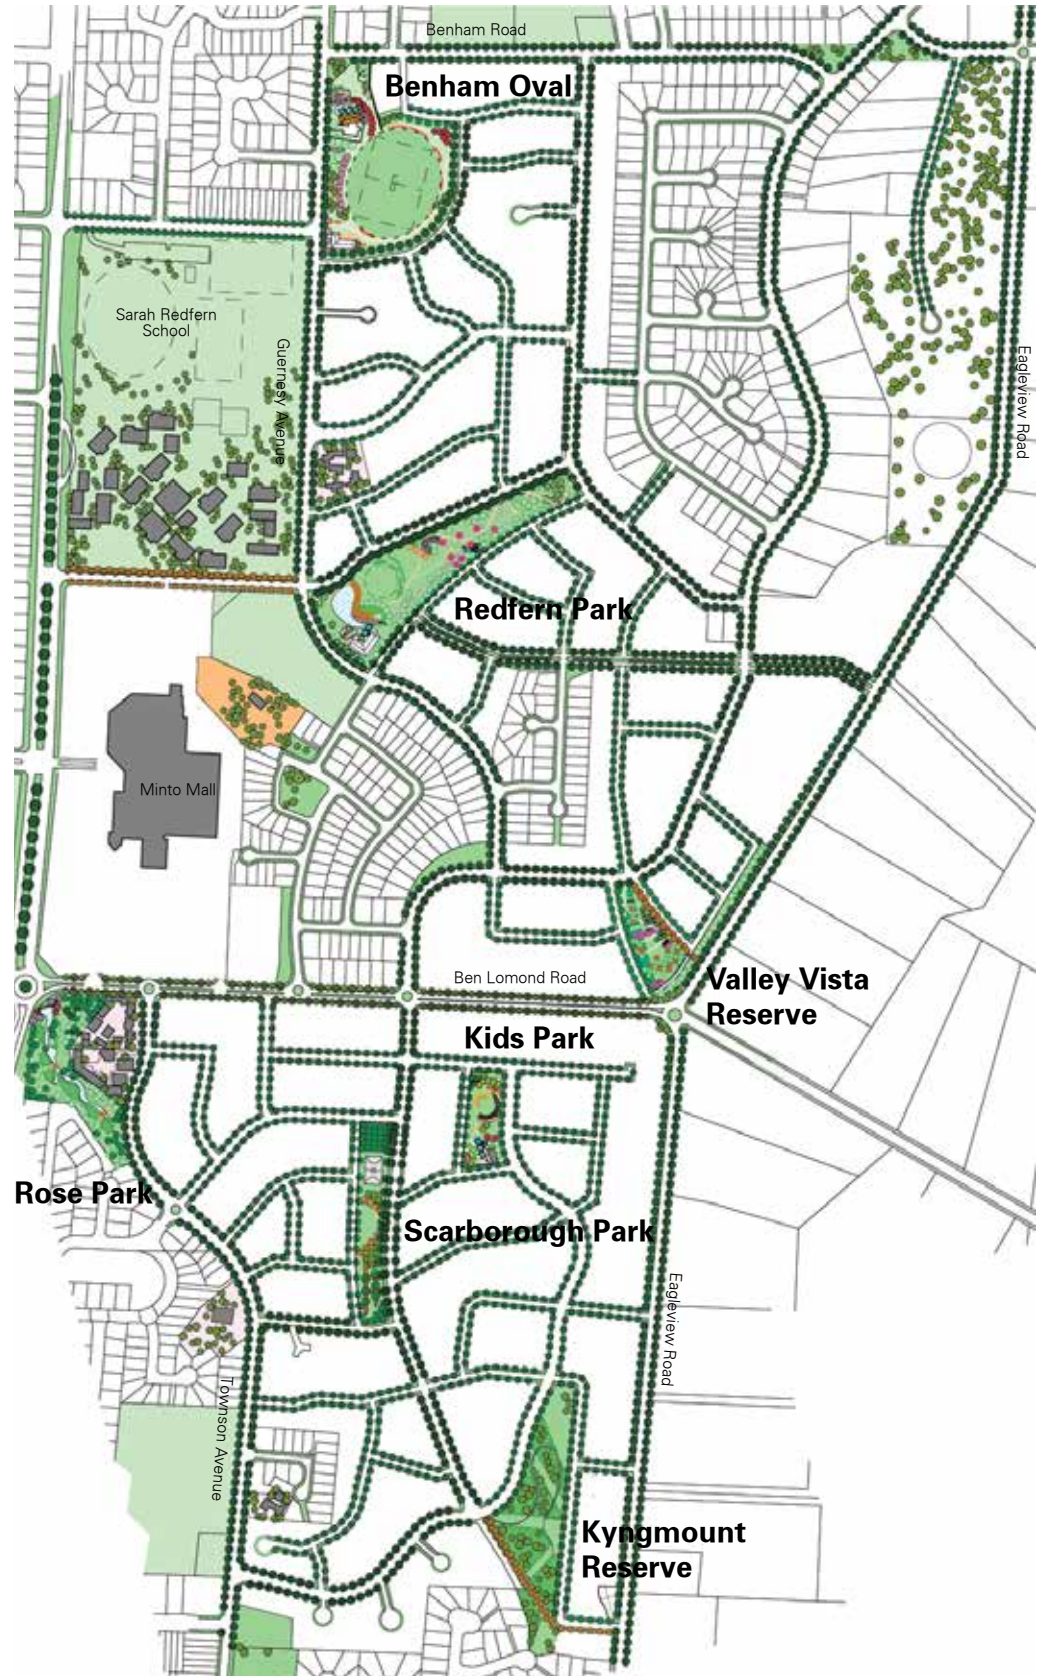 Benham Road
Benham Oval
Sarah Redfern
School
Guernesy Avenue
Eagleview Road
Redfern Park
Minto Mall
Ben Lomond Road
Valley Vista
Reserve
Kids Park
Rose Park
Scarborough Park
Eagleview Road
Townson Avenue
Kyngmount
Reserve